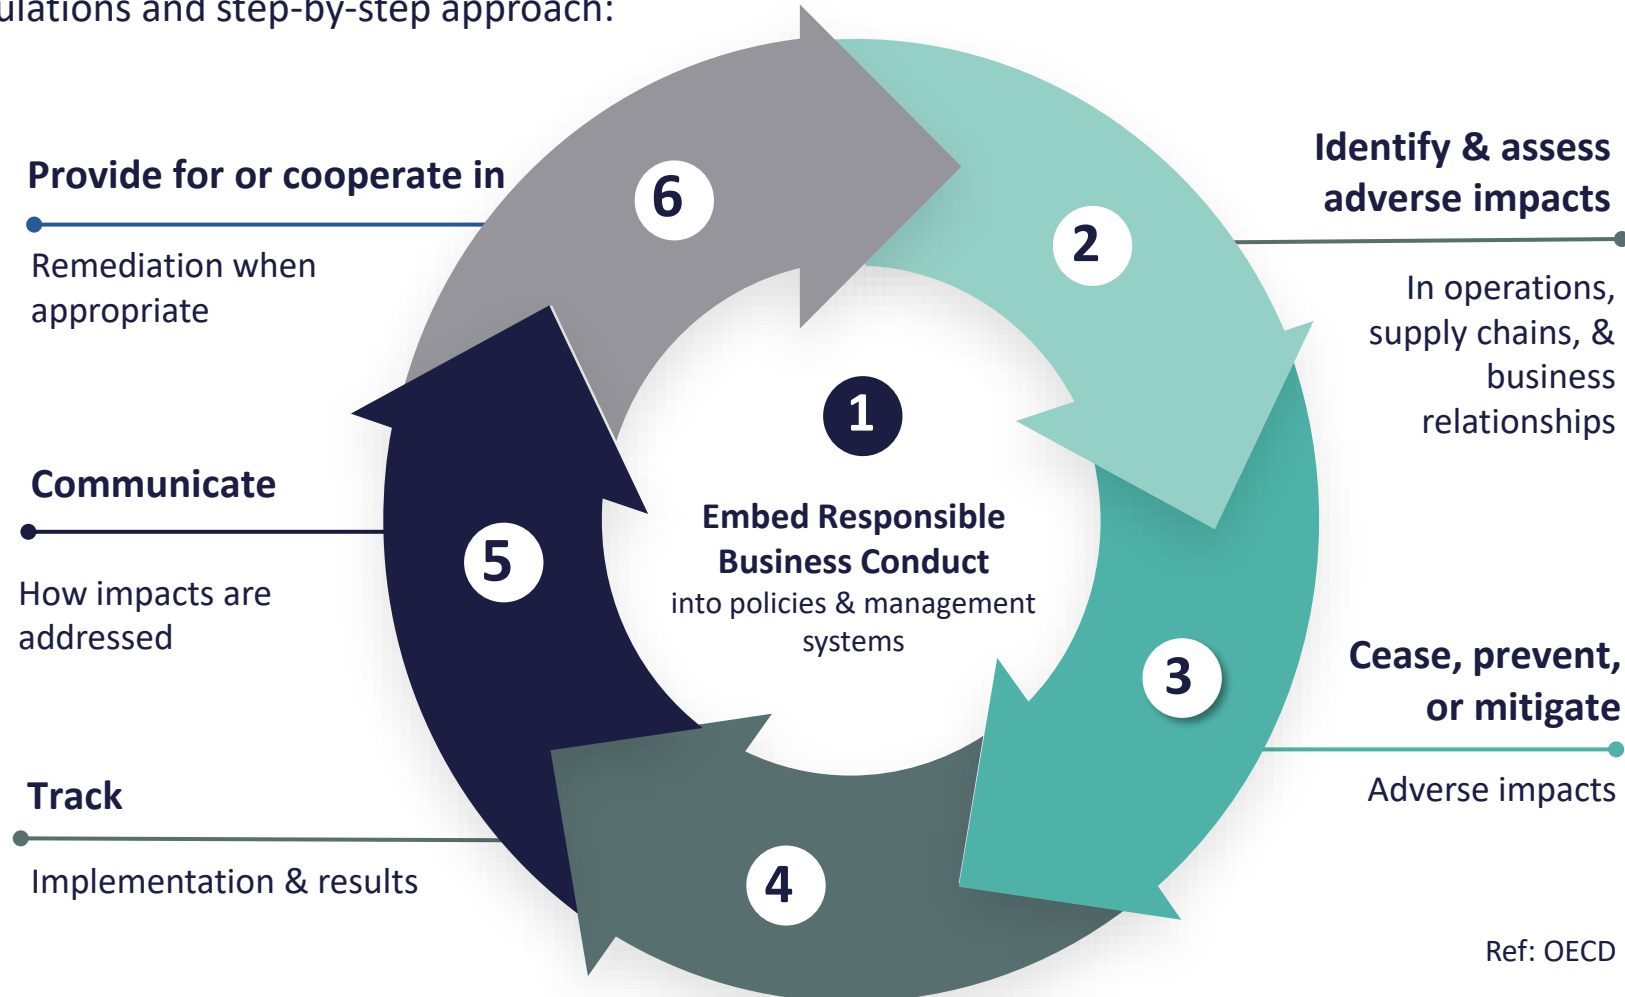 and step-by-step approach:
6
Provide for or cooperate in
Remediation when
appropriate
2
Identify & assess
adverse impacts
In operations,
supply chains, &
business
relationships
1
Embed Responsible
Business Conduct
into policies & management
systems
Communicate
5
How impacts are
addressed
3
Cease, prevent,
or mitigate
Adverse impacts
Track
4
Implementation & results
Ref: OECD